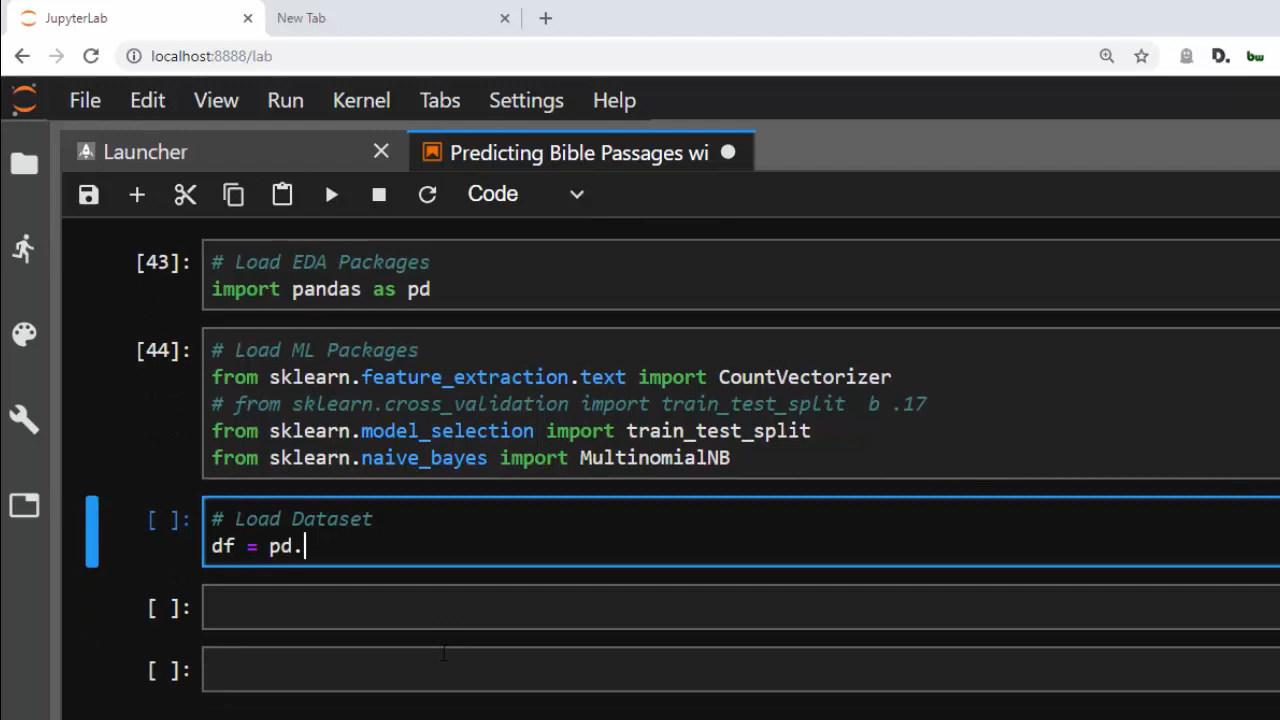 JupyterLab
New Tab
localhost:8888/lab
D.
bw
File Edit View Run Kernel Tabs Settings Help
Launcher
Predicting Bible Passages wi
Code
[43]:
# Load EDA Packages
import pandas as pd
[44]:
# Load ML Packages
from sklearn.feature_extraction.text import CountVectorizer
# from sklearn.cross_validation import train_test_split  b .17
from sklearn.model_selection import train_test_split
from sklearn.naive_bayes import MultinomialNB
[ ]:
# Load Dataset
df = pd.
[ ]:
[ ]: